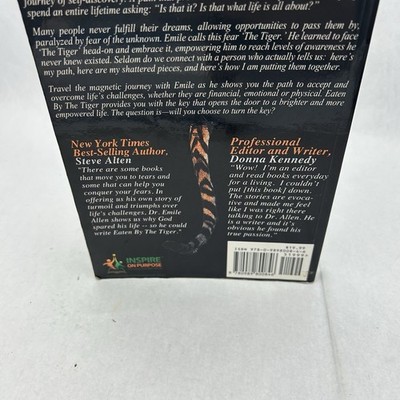 journey of self-discovery. A path that
spend an entire lifetime asking: "Is that it? Is that what life is all about?"
Many people never fulfill their dreams, allowing opportunities to pass them by,
paralyzed by fear of the unknown. Emile calls this fear 'The Tiger.' He learned to face
'The Tiger' head-on and embrace it, empowering him to reach levels of awareness he
never knew existed. Seldom do we connect with a person who actually tells us: here's
my path, here are my shattered pieces, and here's how I am putting them together.
Travel the magnetic journey with Emile as he shows you the path to accept and
overcome life's challenges, whether they are financial, emotional or physical. Eaten
By The Tiger provides you with the key that opens the door to a brighter and more
empowered life. The question is—will you choose to turn the key?
New York Times
Best-Selling Author,
Steve Alten
"There are some books
that move you to tears and
some that can help you
conquer your fears. In
offering us his own story of
turmoil and triumphs over
life's challenges, Dr. Emile
Allen shows us why God
spared his life -- so he could
write Eaten By The Tiger."
INSPIRE
ON PURPOSE
Professional
Editor and Writer,
Donna Kennedy
"Wow! I'm an editor
and read books everyday
for a living. I couldn't
put [this book] down.
The stories are evoca-
tive and made me feel
like I was right there
talking to Dr. Allen. He
is a writer and it's
obvious he found his
true passion."